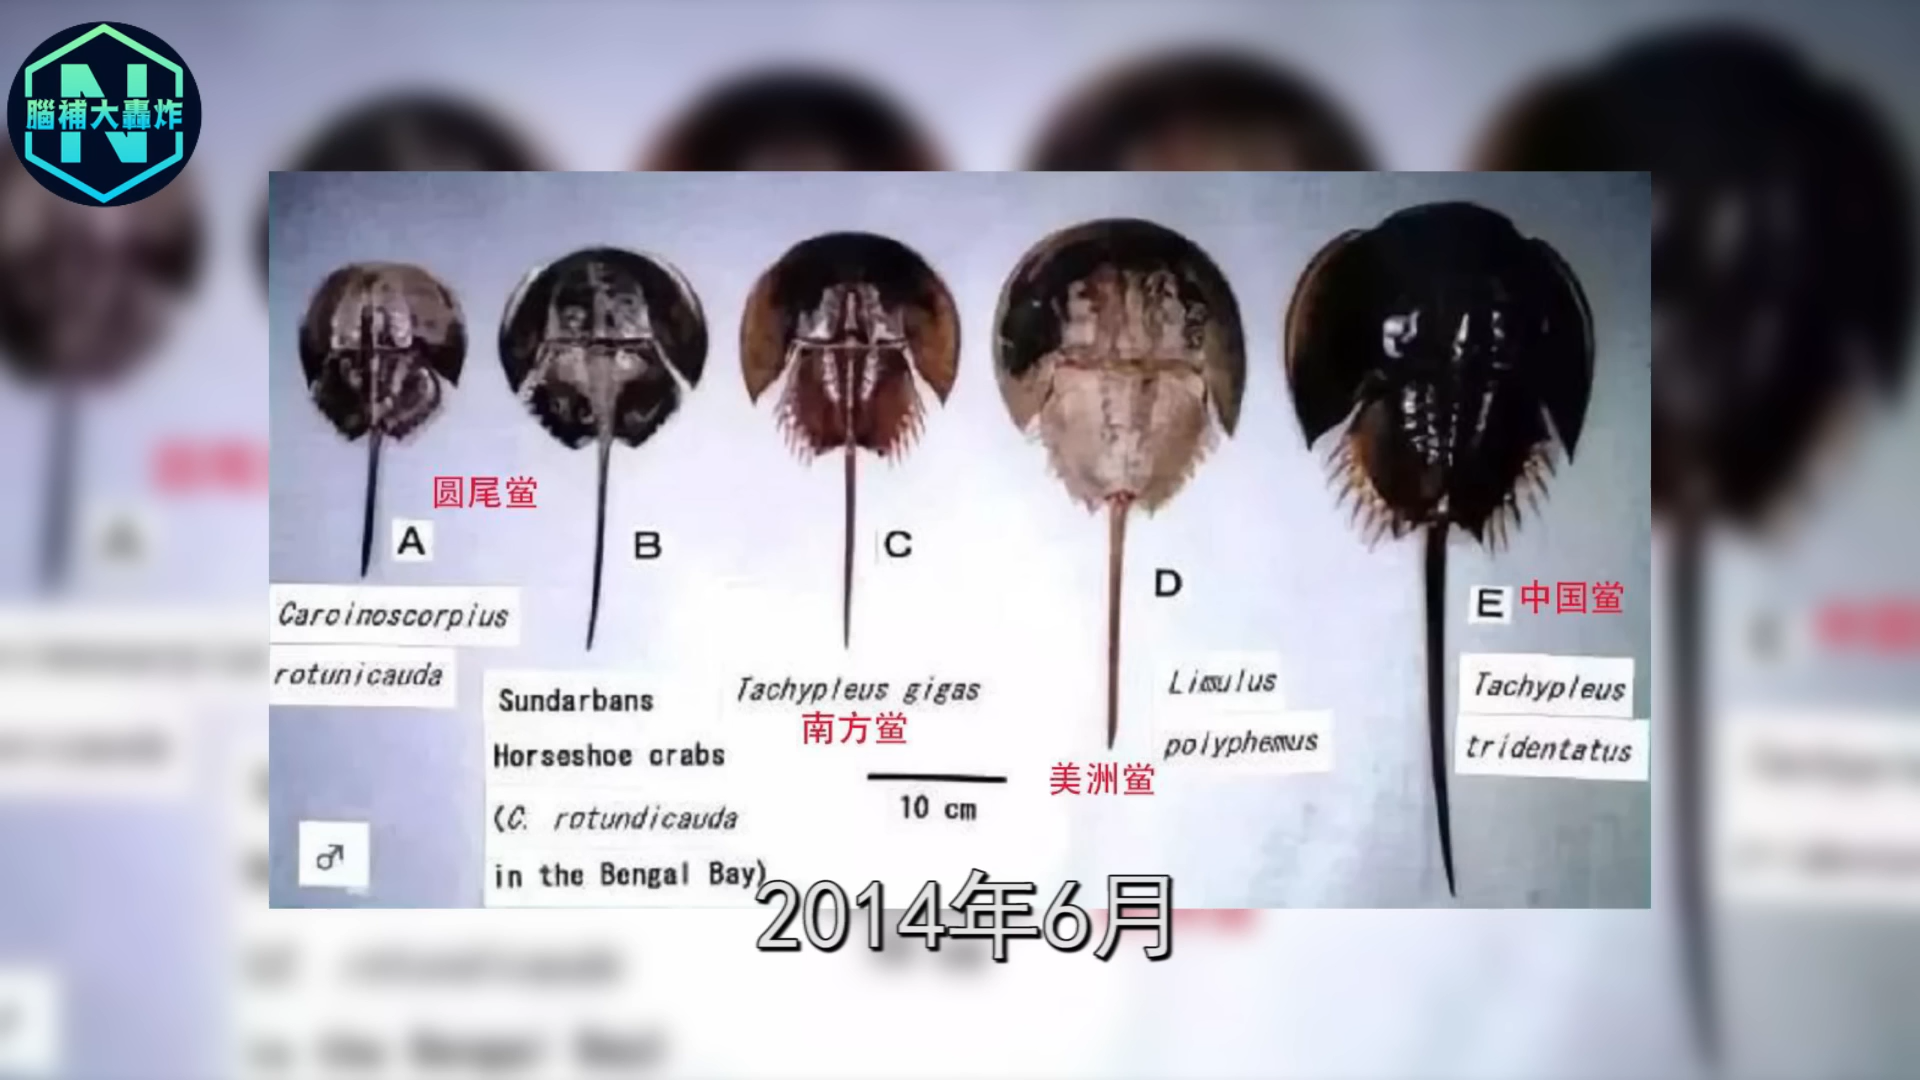 腦補大轟炸
圆尾鲎
A
B
C
D
E 中国鲎
Carcinoscorpius
rotunicauda
Sundarbans
Horseshoe crabs
(C. rotundicauda
in the Bengal Bay)
Tachypleus gigas
南方鲎
10 cm
美洲鲎
Limulus
polyphemus
Tachypleus
tridentatus
♂
2014年6月